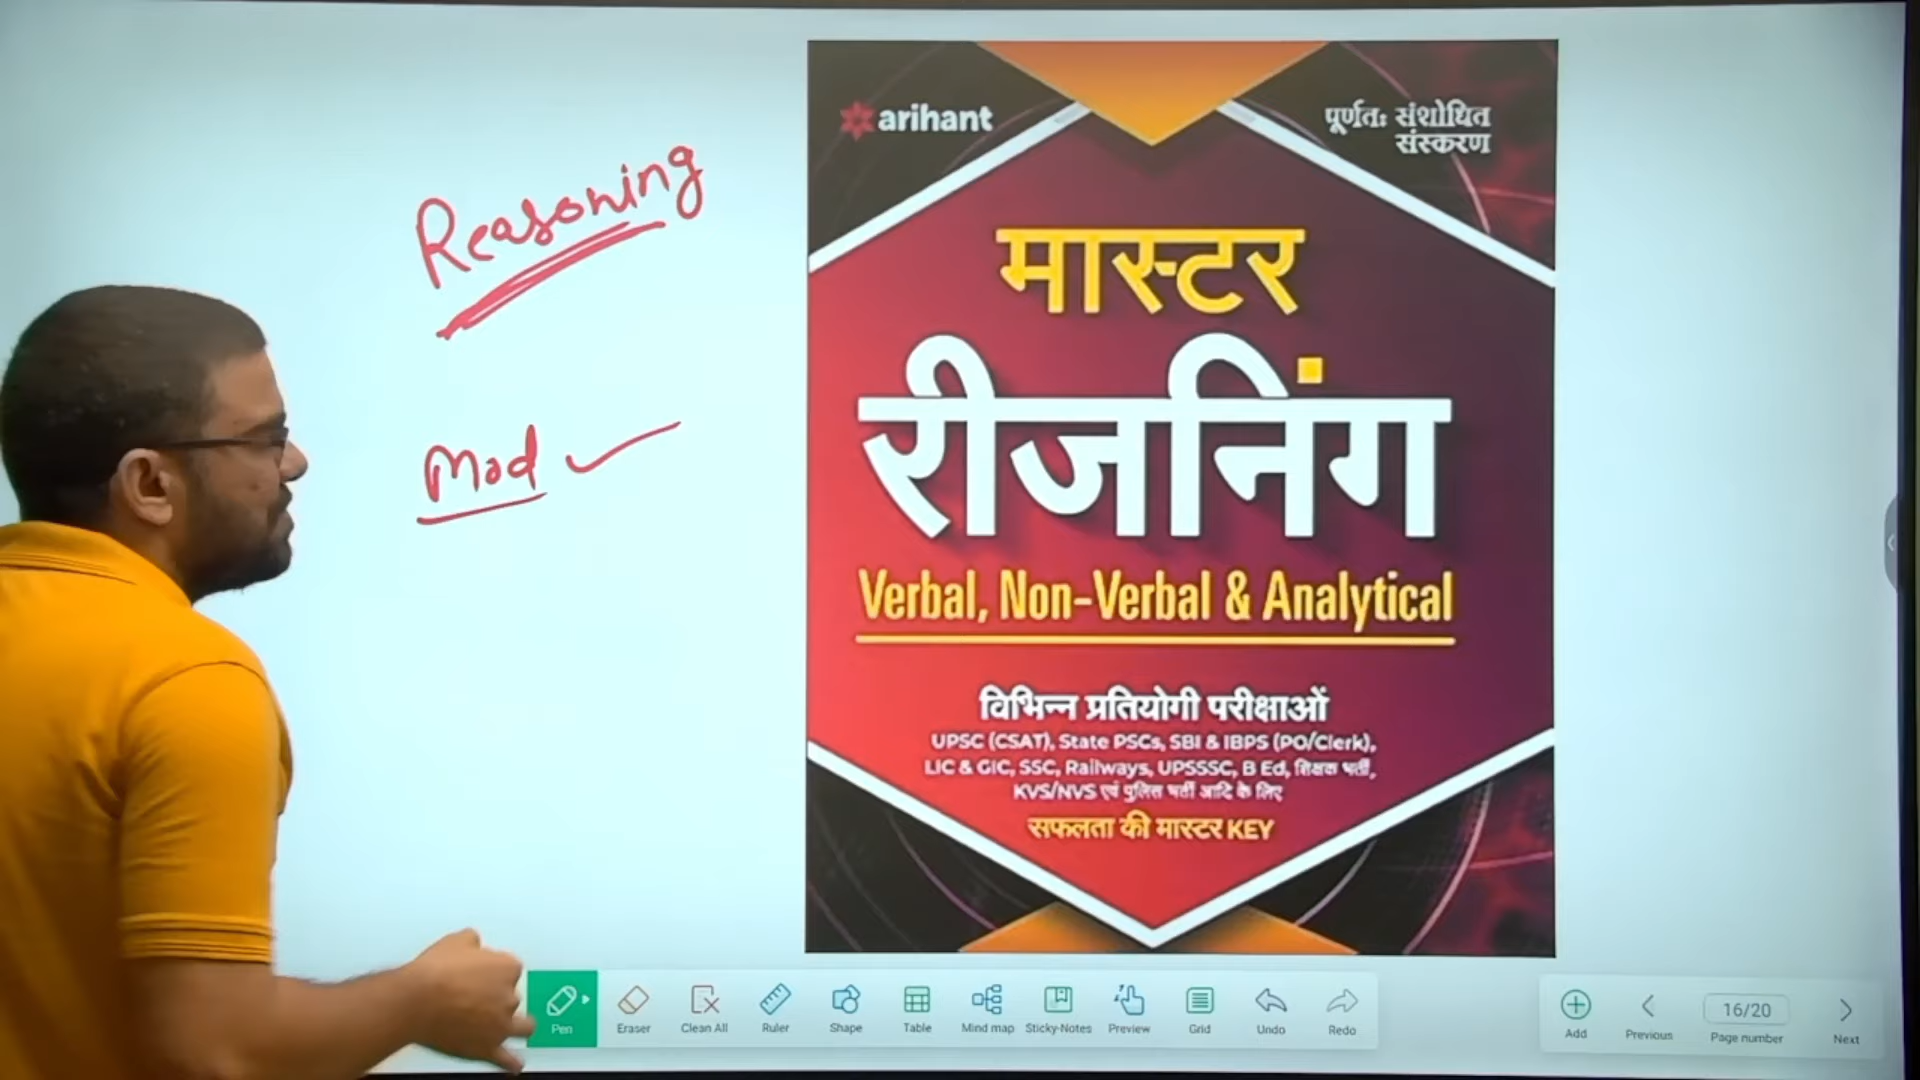 Reasoning
Mod
arihant
पूर्णतः संशोधित
संस्करण
मास्टर
रीजनिंग
Verbal, Non-Verbal & Analytical
विभिन्न प्रतियोगी परीक्षाओं
UPSC (CSAT), State PSCs, SBI & IBPS (PO/Clerk),
LIC & GIC, SSC, Railways, UPSSSC, B Ed, शिक्षक भर्ती,
KVS/NVS एवं पुलिस भर्ती आदि के लिए
सफलता की मास्टर KEY
Pen
Eraser
Clean All
Ruler
Shape
Table
Mind map
Sticky-Notes
Preview
Grid
Undo
Redo
Add
Previous
16/20
Page number
Next